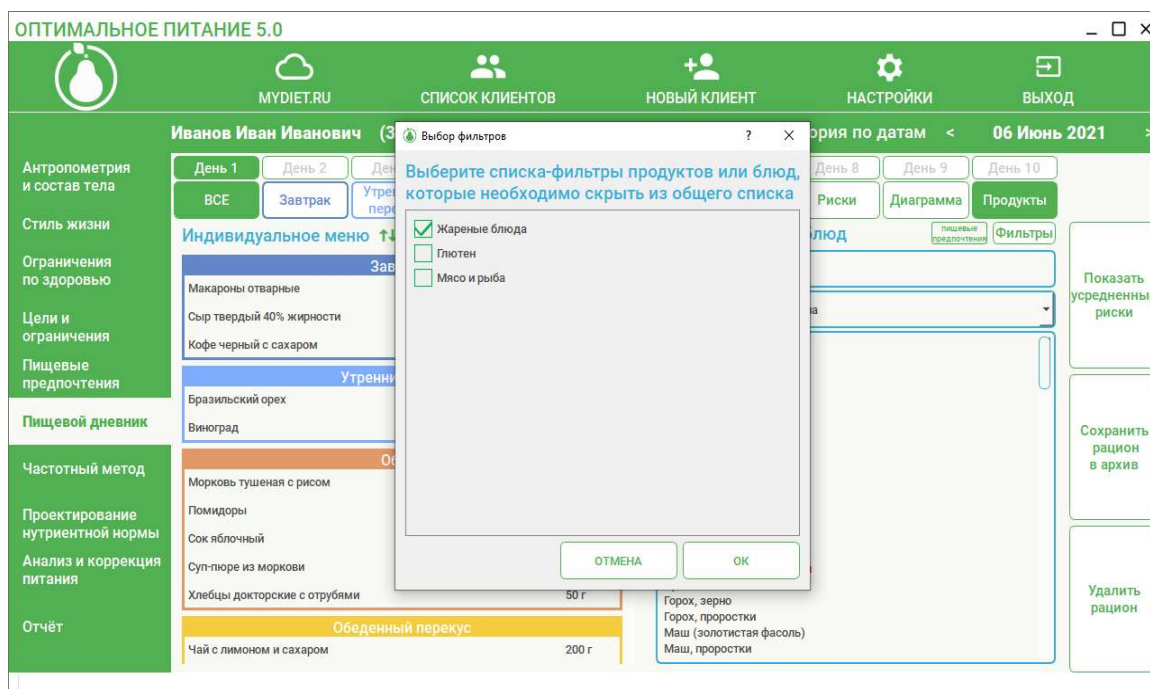 ОПТИМАЛЬНОЕ ПИТАНИЕ 5.0
MYDIET.RU
СПИСОК КЛИЕНТОВ
НОВЫЙ КЛИЕНТ
НАСТРОЙКИ
ВЫХОД
Иванов Иван Иванович
по датам < 06 Июнь 2021 >
Антропометрия
и состав тела
Стиль жизни
Ограничения
по здоровью
Цели и
ограничения
Пищевые
предпочтения
Пищевой дневник
Частотный метод
Проектирование
нутриентной нормы
Анализ и коррекция
питания
Отчёт
День 1
День 2
День 8
День 9
День 10
ВСЕ
Завтрак
Риски
Диаграмма
Продукты
Индивидуальное меню
пищевые
предпочтения
Фильтры
Макароны отварные
Сыр твердый 40% жирности
Кофе черный с сахаром
Бразильский орех
Виноград
Морковь тушеная с рисом
Помидоры
Сок яблочный
Суп-пюре из моркови
Хлебцы докторские с отрубями 50 г
Обеденный перекус
Чай с лимоном и сахаром 200 г
Выбор фильтров ? ×
Выберите списка-фильтры продуктов или блюд,
которые необходимо скрыть из общего списка
Жареные блюда
Глютен
Мясо и рыба
ОТМЕНА
ОК
Горох, зерно
Горох, проростки
Маш (золотистая фасоль)
Маш, проростки
Показать
усредненны
риски
Сохранить
рацион
в архив
Удалить
рацион